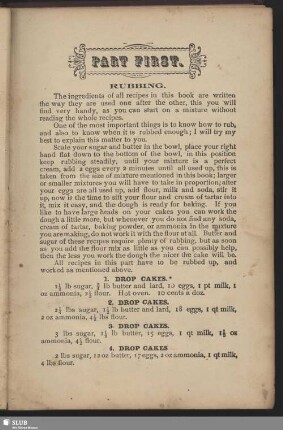 PART FIRST.
RUBBING.
The ingredients of all recipes in this book are written
the way they are used one after the other, this you will
find very handy, as you can start on a mixture without
reading the whole recipes.
One of the most important things is to know how to rub,
and also to know when it is rubbed enough; I will try my
best to explain this matter to you.
Scale your sugar and butter in the bowl, place your right
hand flat down to the bottom of the bowl, in this position
keep rubbing steadily, until your mixture is a perfect
cream, add 2 eggs every 2 minutes until all used up, this is
taken from the size of mixture mentioned in this book; larger
or smaller mixtures you will have to take in proportion; after
your eggs are all used up, add flour, milk and soda, stir it
up, now is the time to sift your flour and cream of tartar into
it, mix it easy, and the dough is ready for baking. If you
like to have large heads on your cakes you can work the
dough a little more, but whenever you do not find any soda,
cream of tartar, baking powder, or ammonia in the mixture
you are making, do not work it with the flour at all. Butter and
sugar of these recipes require plenty of rubbing, but as soon
as you add the flour mix as little as you can possibly help,
then the less you work the dough the nicer the cake will be.
All recipes in this part have to be rubbed up, and
worked as mentioned above.
1. DROP CAKES.*
1¼ lb sugar, ¾ lb butter and lard, 10 eggs, 1 pt milk, 1
oz ammonia, 2½ flour. Hot oven. 10 cents a doz.
2. DROP CAKES.
2½ lbs sugar, 1½ lb butter and lard, 18 eggs, 1 qt milk,
2 oz ammonia, 4½ lbs flour.
3. DROP CAKES.
3 lbs sugar, 1½ lb butter, 15 eggs, 1 qt milk, 1½ oz
ammonia, 4½ flour.
4. DROP CAKES
2 lbs sugar, 12 oz butter, 17 eggs, 2 oz ammonia, 1 qt milk,
4 lbs flour.
SLUB